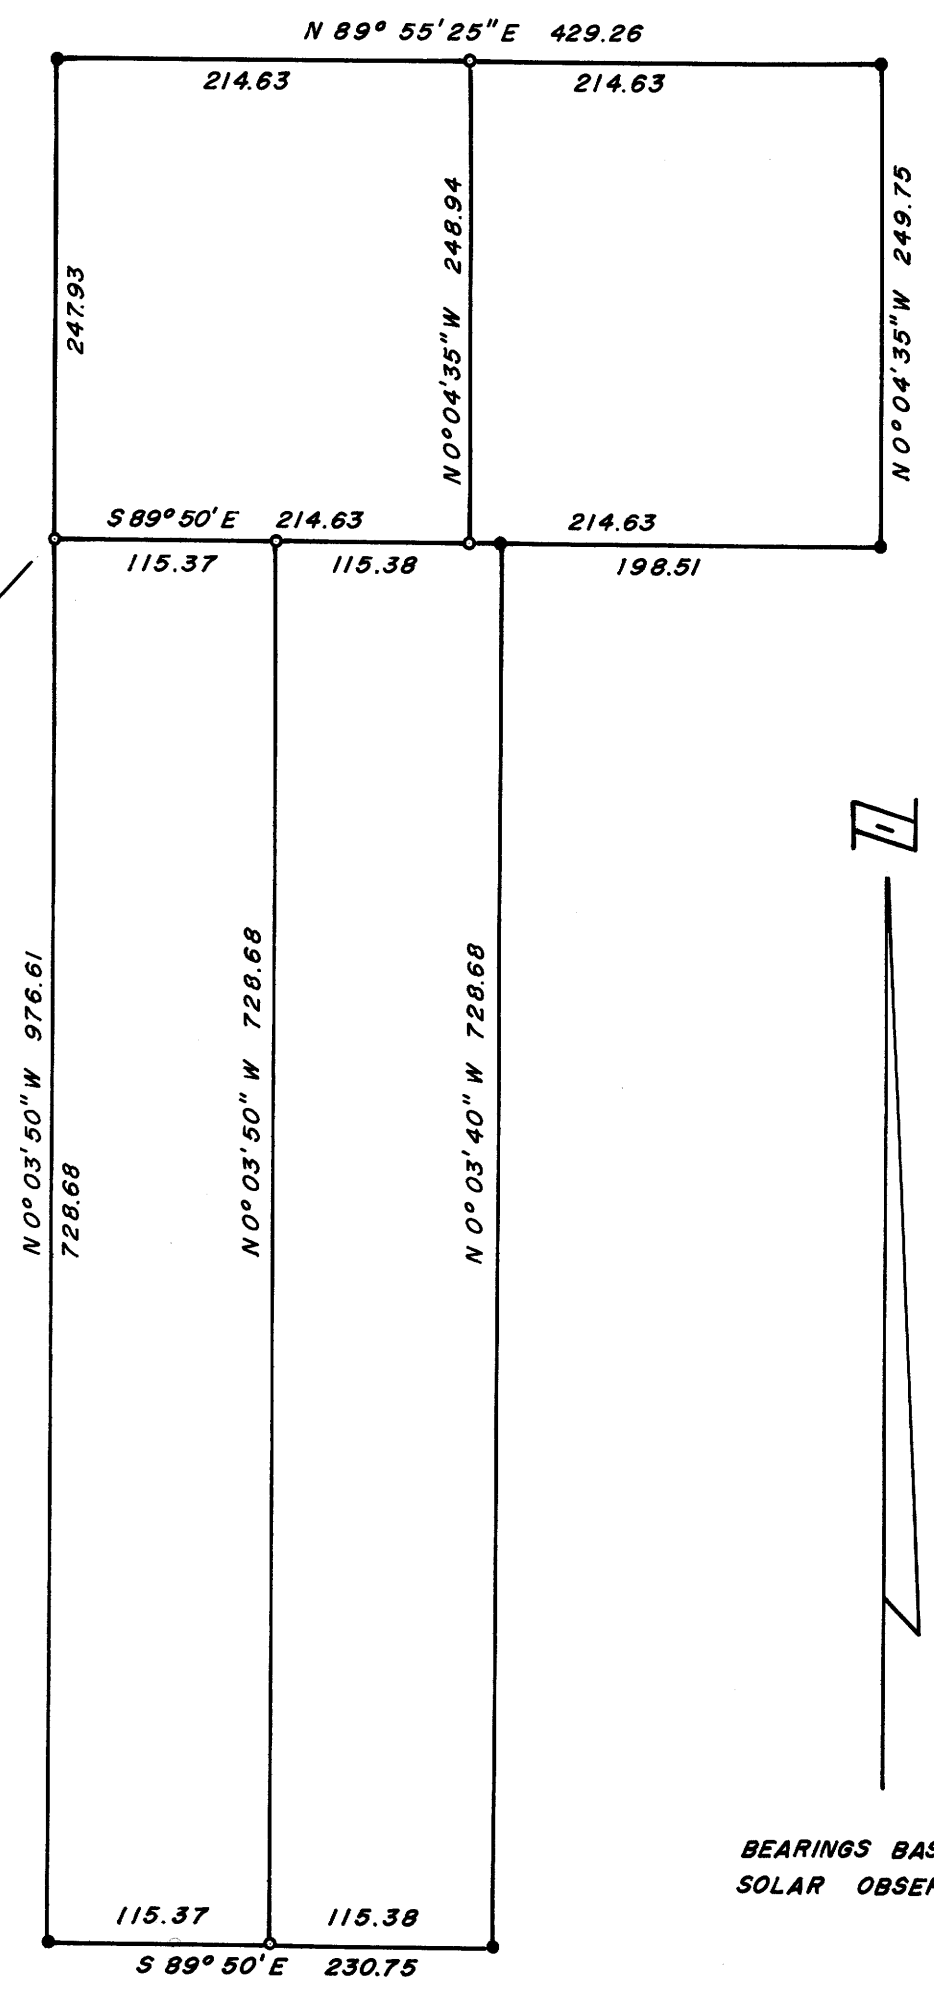 N 89° 55' 25" E 429.26
214.63
214.63
247.93
N 0° 04' 35" W 248.94
N 0° 04' 35" W 249.75
S 89° 50' E 214.63
214.63
115.37
115.38
198.51
N
N 0° 03' 50" W 976.61
728.68
N 0° 03' 50" W 728.68
N 0° 03' 40" W 728.68
BEARINGS BAS
SOLAR OBSER
115.37
115.38
S 89° 50' E 230.75